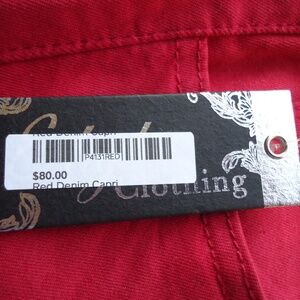 Red Denim Capri
P4131RED
$80.00
Red Denim Capri
Clothing